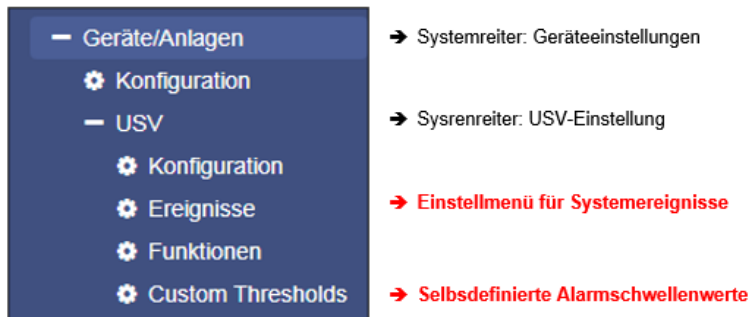 Geräte/Anlagen ➔ Systemreiter: Geräteeinstellungen
Konfiguration
USV ➔ Sysrenreiter: USV-Einstellung
Konfiguration
Ereignisse ➔ Einstellmenü für Systemereignisse
Funktionen
Custom Thresholds ➔ Selbsdefinierte Alarmschwellenwerte